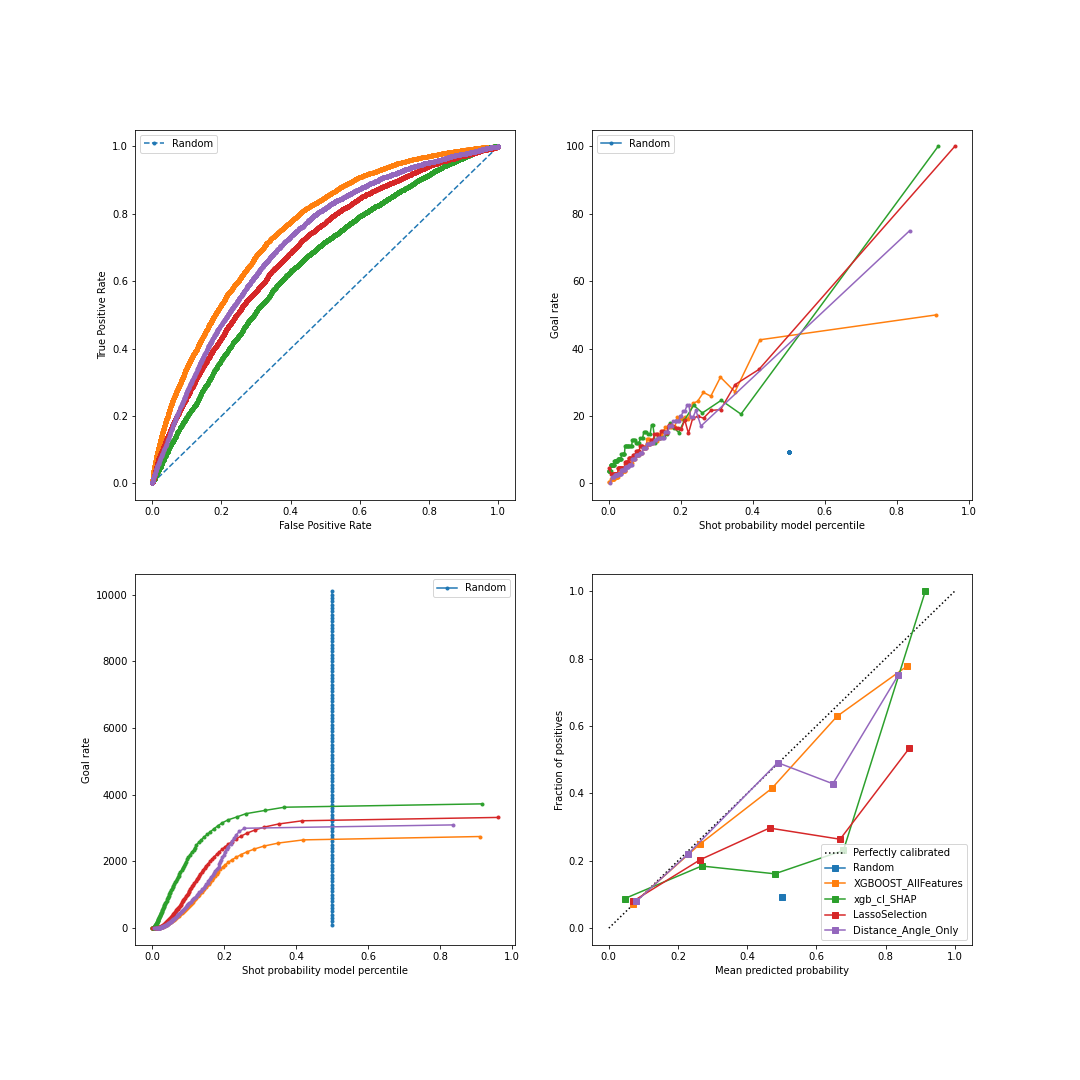 Random
1.0
0.8
0.6
0.4
0.2
0.0
True Positive Rate
0.0 0.2 0.4 0.6 0.8 1.0
False Positive Rate
Random
100
80
60
40
20
0
Goal rate
0.0 0.2 0.4 0.6 0.8 1.0
Shot probability model percentile
Random
10000
8000
6000
4000
2000
0
Goal rate
0.0 0.2 0.4 0.6 0.8 1.0
Shot probability model percentile
1.0
0.8
0.6
0.4
0.2
0.0
Fraction of positives
Perfectly calibrated
Random
XGBOOST_AllFeatures
xgb_cl_SHAP
LassoSelection
Distance_Angle_Only
0.0 0.2 0.4 0.6 0.8 1.0
Mean predicted probability